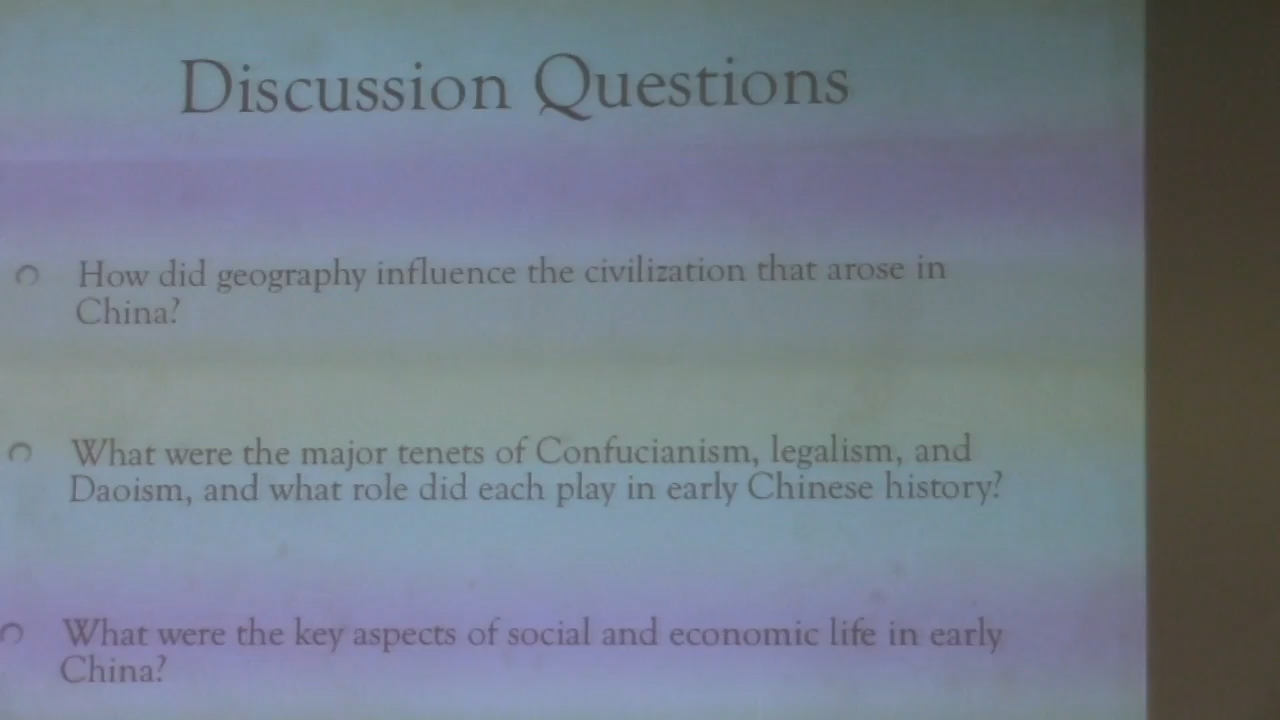 Discussion Questions
How did geography influence the civilization that arose in
China?
What were the major tenets of Confucianism, legalism, and
Daoism, and what role did each play in early Chinese history?
What were the key aspects of social and economic life in early
China?